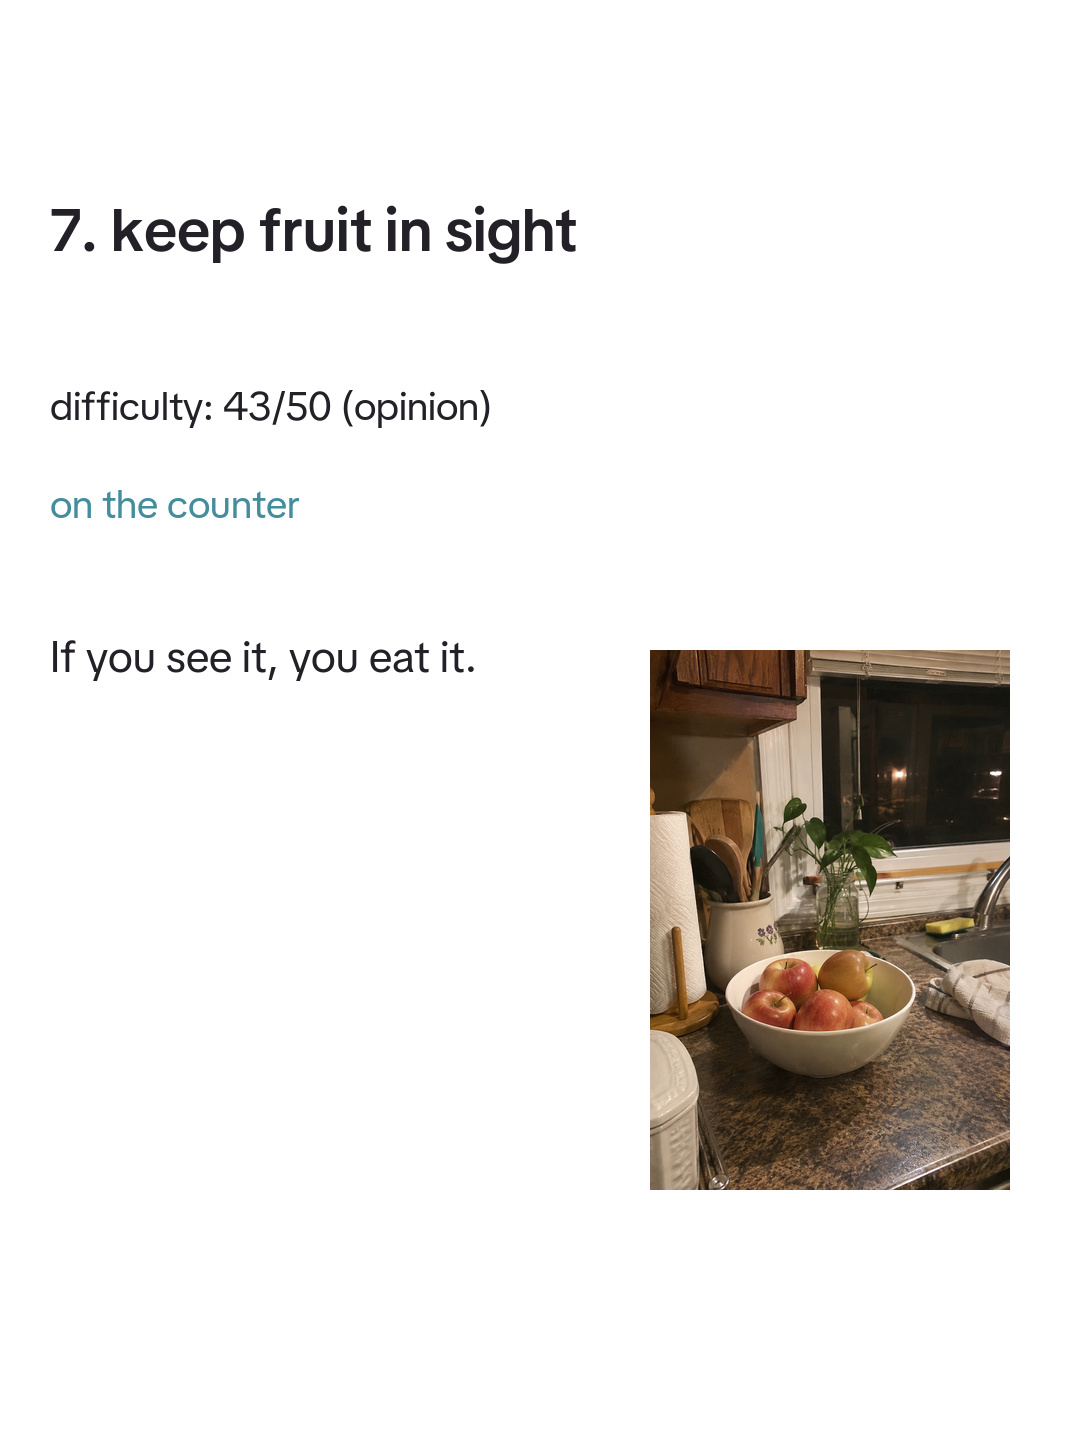 7. keep fruit in sight
difficulty: 43/50 (opinion)
on the counter
If you see it, you eat it.